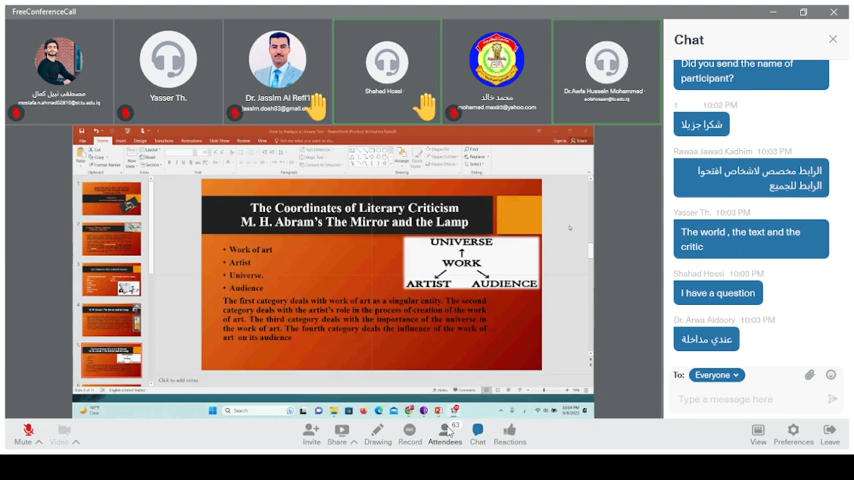 FreeConferenceCall
مصطفى نبيل كمال
Yasser Th.
Dr. Jassim Al Refi'i
jassim.dosh83@gmail.
Shahad Hossi
محمد خالد
Dr.Awfa Hussein Mohammad
The Coordinates of Literary Criticism
M. H. Abram's The Mirror and the Lamp
• Work of art
• Artist
• Universe.
• Audience
UNIVERSE
WORK
ARTIST AUDIENCE
The first category deals with work of art as a singular entity. The second
category deals with the artist's role in the process of creation of the work
of art. The third category deals with the importance of the universe in
the work of art. The fourth category deals the influence of the work of
art on its audience
Click to add notes
Search
Chat
Did you send the name of
participant?
1 10:02 PM
شكرا جزيلا
Rawaa Jawad Kadhim 10:03 PM
الرابط مخصص لاشخاص افتحوا
الرابط للجميع
Yasser Th. 10:03 PM
The world , the text and the
critic
Shahad Hossi 10:03 PM
I have a question
Dr. Arwa Aldoory 10:03 PM
عندي مداخلة
To: Everyone
Type a message here
Mute
Video
Invite
Share
Drawing
Record
63
Attendees
Chat
Reactions
View
Preferences
Leave